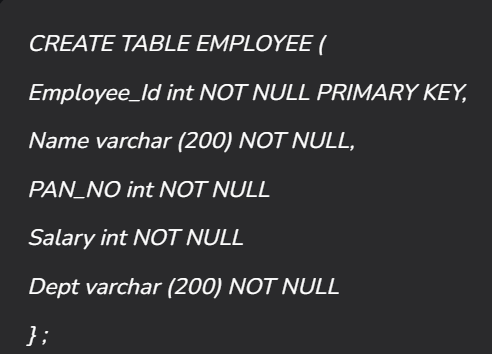 CREATE TABLE EMPLOYEE (
Employee_Id int NOT NULL PRIMARY KEY,
Name varchar (200) NOT NULL,
PAN_NO int NOT NULL
Salary int NOT NULL
Dept varchar (200) NOT NULL
} ;